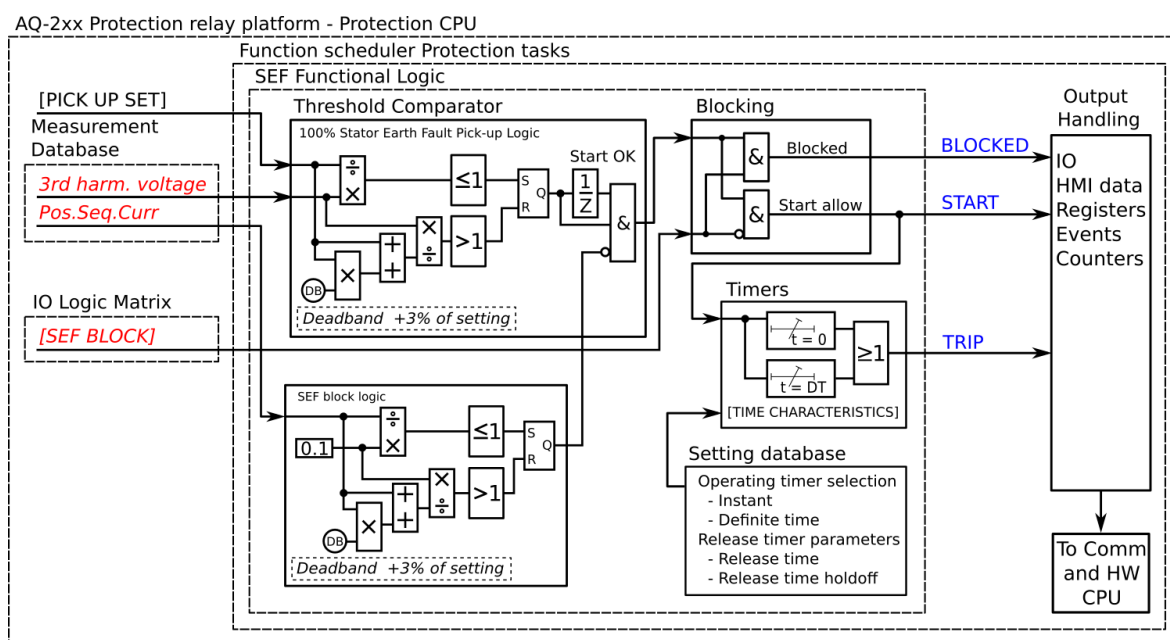 AQ-2xx Protection relay platform - Protection CPU
Function scheduler Protection tasks
SEF Functional Logic
[PICK UP SET]
Measurement
Database
3rd harm. voltage
Pos.Seq.Curr
IO Logic Matrix
[SEF BLOCK]
Threshold Comparator
100% Stator Earth Fault Pick-up Logic
÷
×
≤1
S
Q
R
Start OK
1
Z
&
×
÷
>1
+
+
×
DB
Deadband +3% of setting
SEF block logic
0.1
÷
×
≤1
S
Q
R
×
÷
>1
+
+
×
DB
Deadband +3% of setting
Blocking
&
Blocked
&
Start allow
Timers
t = 0
t = DT
≥1
[TIME CHARACTERISTICS]
Setting database
Operating timer selection
- Instant
- Definite time
Release timer parameters
- Release time
- Release time holdoff
BLOCKED
START
TRIP
Output
Handling
IO
HMI data
Registers
Events
Counters
To Comm
and HW
CPU